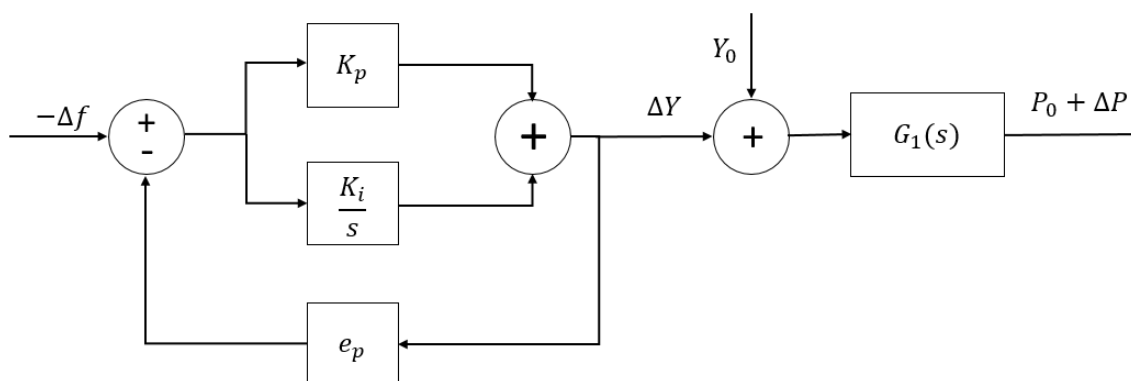 −Δf
+
-
K_p
K_i
s
e_p
+
ΔY
Y_0
+
G_1(s)
P_0 + ΔP